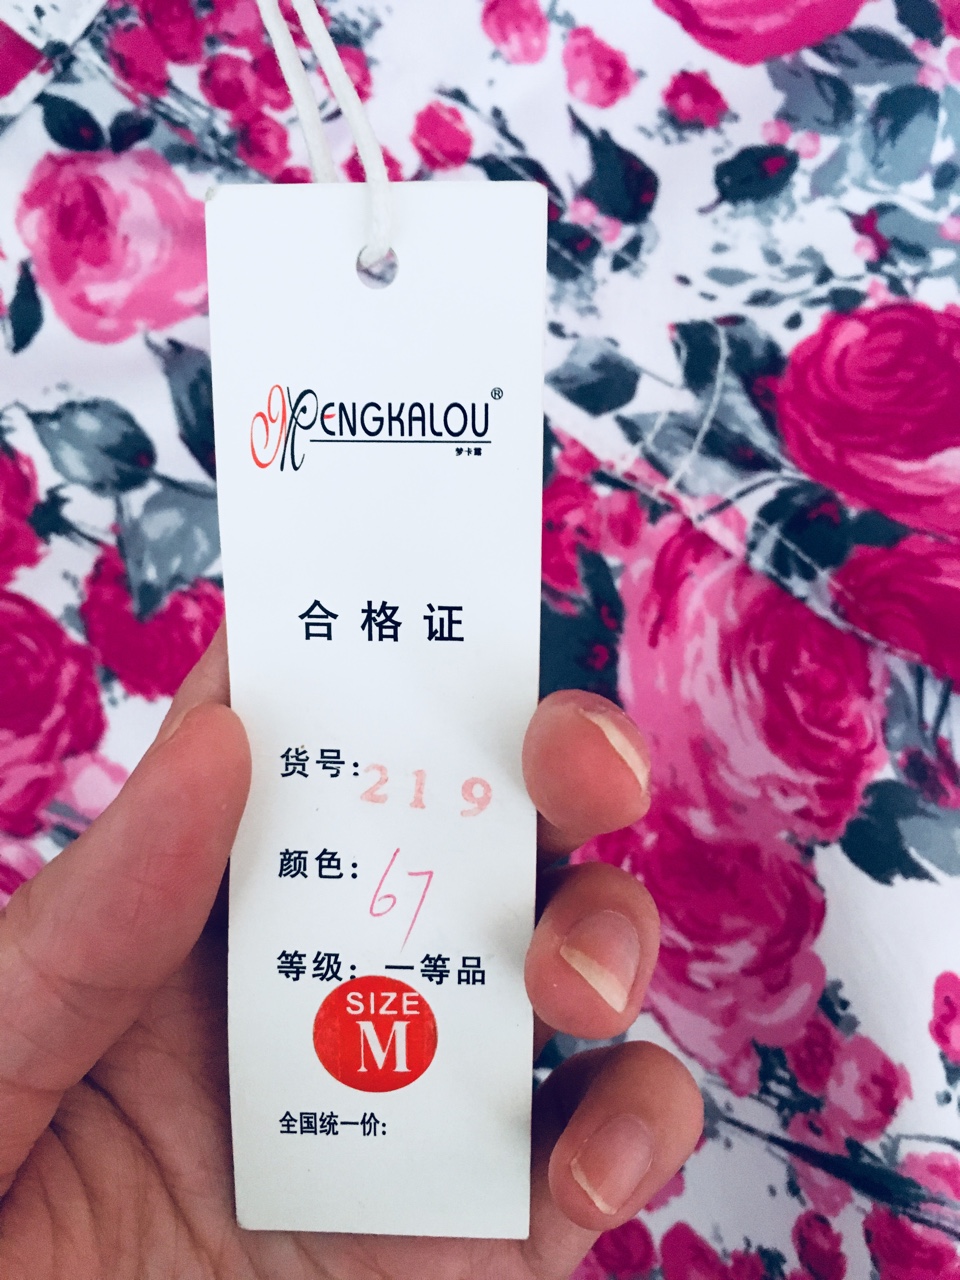 MENGKALOU®
梦卡露
合格证
货号: 219
颜色: 67
等级: 一等品
SIZE
M
全国统一价: